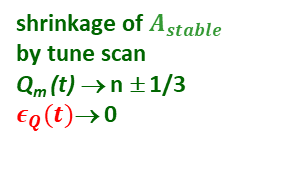 shrinkage of A_stable
by tune scan
Q_m (t) → n ± 1/3
ϵ_Q (t) → 0